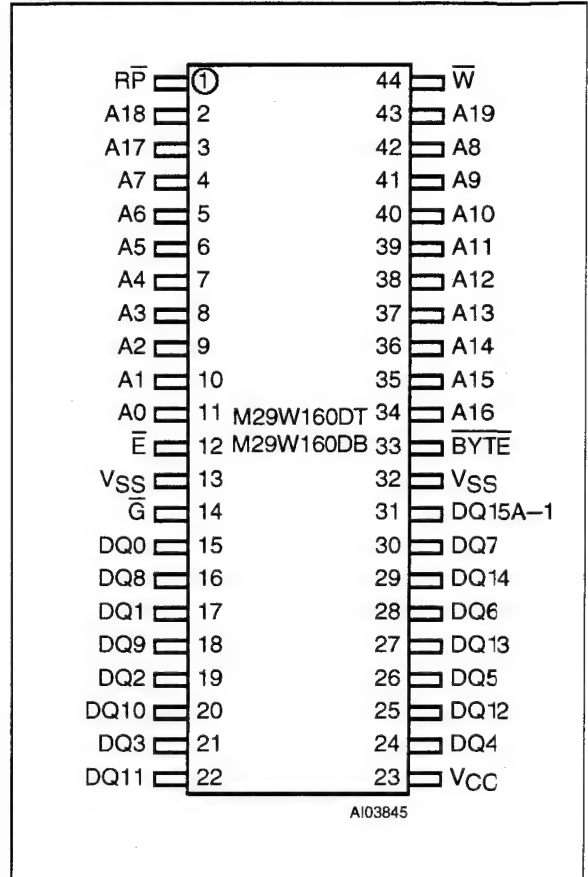 RP̅ 1 44 W̅
A18 2 43 A19
A17 3 42 A8
A7 4 41 A9
A6 5 40 A10
A5 6 39 A11
A4 7 38 A12
A3 8 37 A13
A2 9 36 A14
A1 10 35 A15
A0 11 M29W160DT 34 A16
E̅ 12 M29W160DB 33 B̅Y̅T̅E̅
VSS 13 32 VSS
G̅ 14 31 DQ15A–1
DQ0 15 30 DQ7
DQ8 16 29 DQ14
DQ1 17 28 DQ6
DQ9 18 27 DQ13
DQ2 19 26 DQ5
DQ10 20 25 DQ12
DQ3 21 24 DQ4
DQ11 22 23 VCC
AI03845